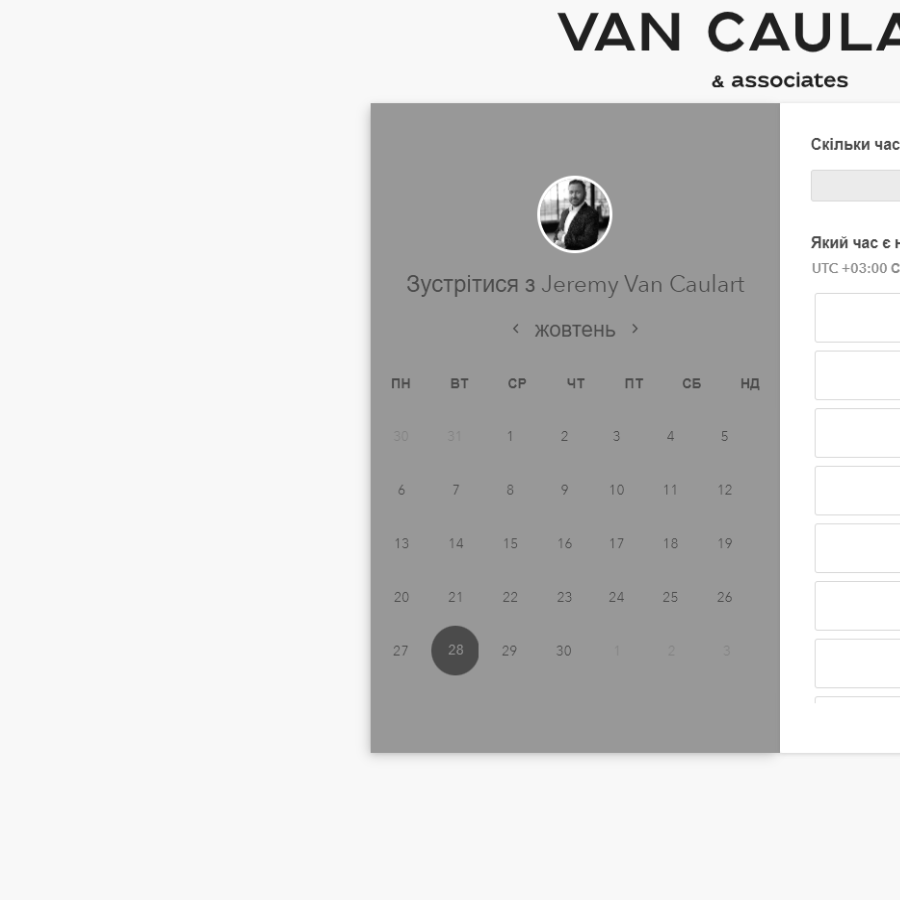 VAN CAULA
& associates
Скільки час
Який час є н
UTC +03:00 С
Зустрітися з Jeremy Van Caulart
‹ жовтень ›
ПН ВТ СР ЧТ ПТ СБ НД
30 31 1 2 3 4 5
6 7 8 9 10 11 12
13 14 15 16 17 18 19
20 21 22 23 24 25 26
27 28 29 30 1 2 3